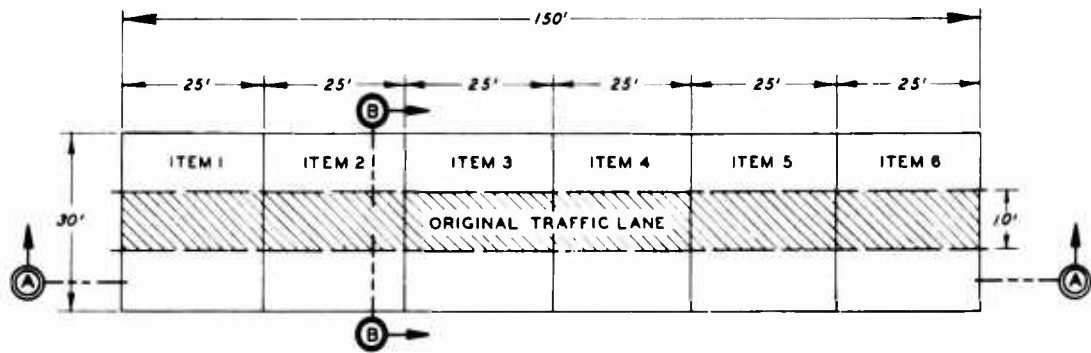 150'
25' 25' 25' 25' 25' 25'
B
ITEM 1 ITEM 2 ITEM 3 ITEM 4 ITEM 5 ITEM 6
30' ORIGINAL TRAFFIC LANE 10'
A A
B